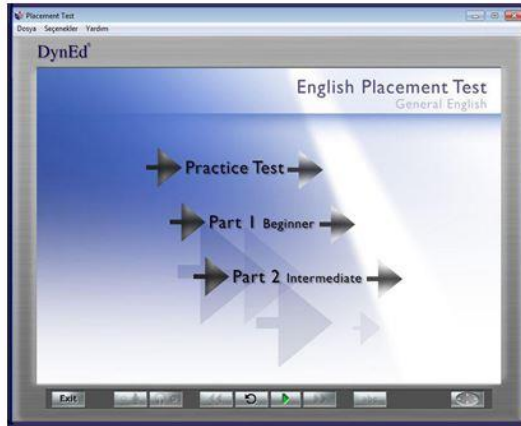 Placement Test
Dosya Seçenekler Yardım
DynEd®
English Placement Test
General English
Practice Test
Part 1 Beginner
Part 2 Intermediate
Exit